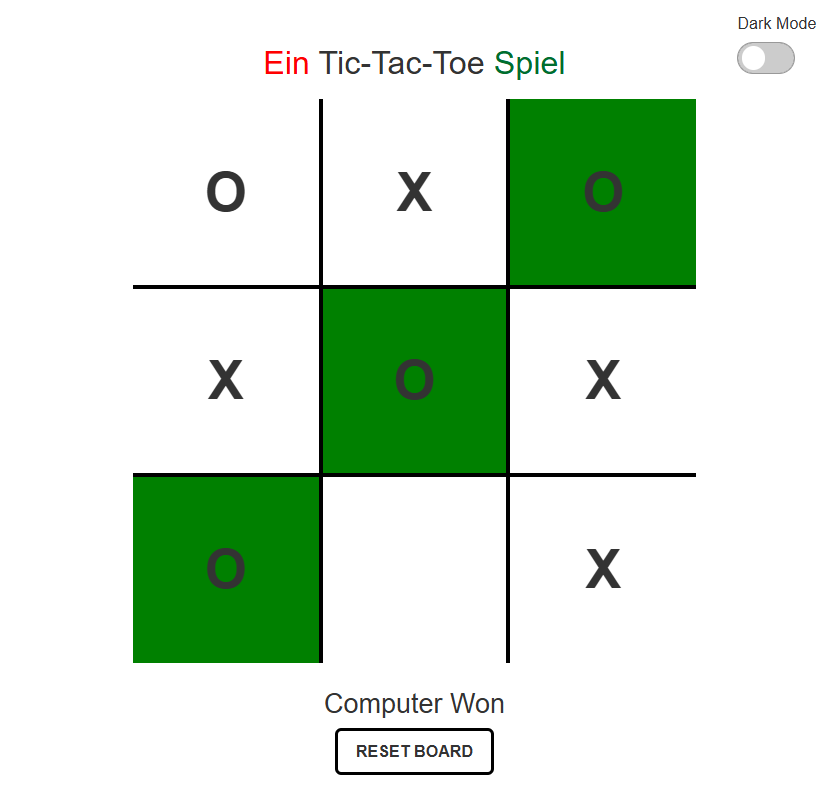 Dark Mode
Ein Tic-Tac-Toe Spiel
O X O
X O X
O X
Computer Won
RESET BOARD